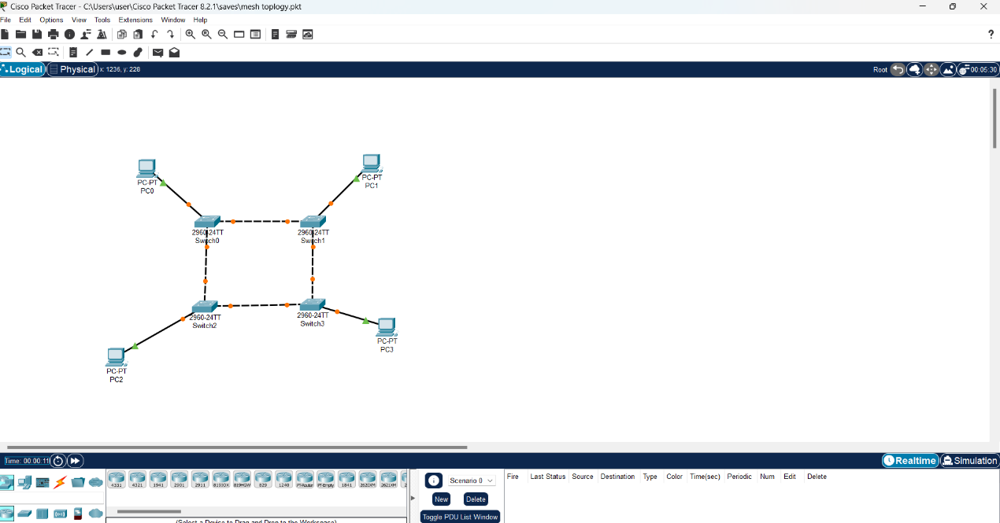 Cisco Packet Tracer - C:\Users\user\Cisco Packet Tracer 8.2.1\saves\mesh toplogy.pkt
File Edit Options View Tools Extensions Window Help
?
Logical Physical x: 1236, y: 228 Root 00:05:30
PC-PT
PC0
PC-PT
PC1
2960-24TT
Switch0
2960-24TT
Switch1
2960-24TT
Switch2
2960-24TT
Switch3
PC-PT
PC3
PC-PT
PC2
Time: 00:00:11 Realtime Simulation
4331 4321 1941 2901 2911 819IOX 819HGW 829 1240 PT-Router PT-Empty 1841 2620XM 2621XM
(Select a Device to Drag and Drop to the Workspace)
Scenario 0
New Delete
Toggle PDU List Window
Fire Last Status Source Destination Type Color Time(sec) Periodic Num Edit Delete